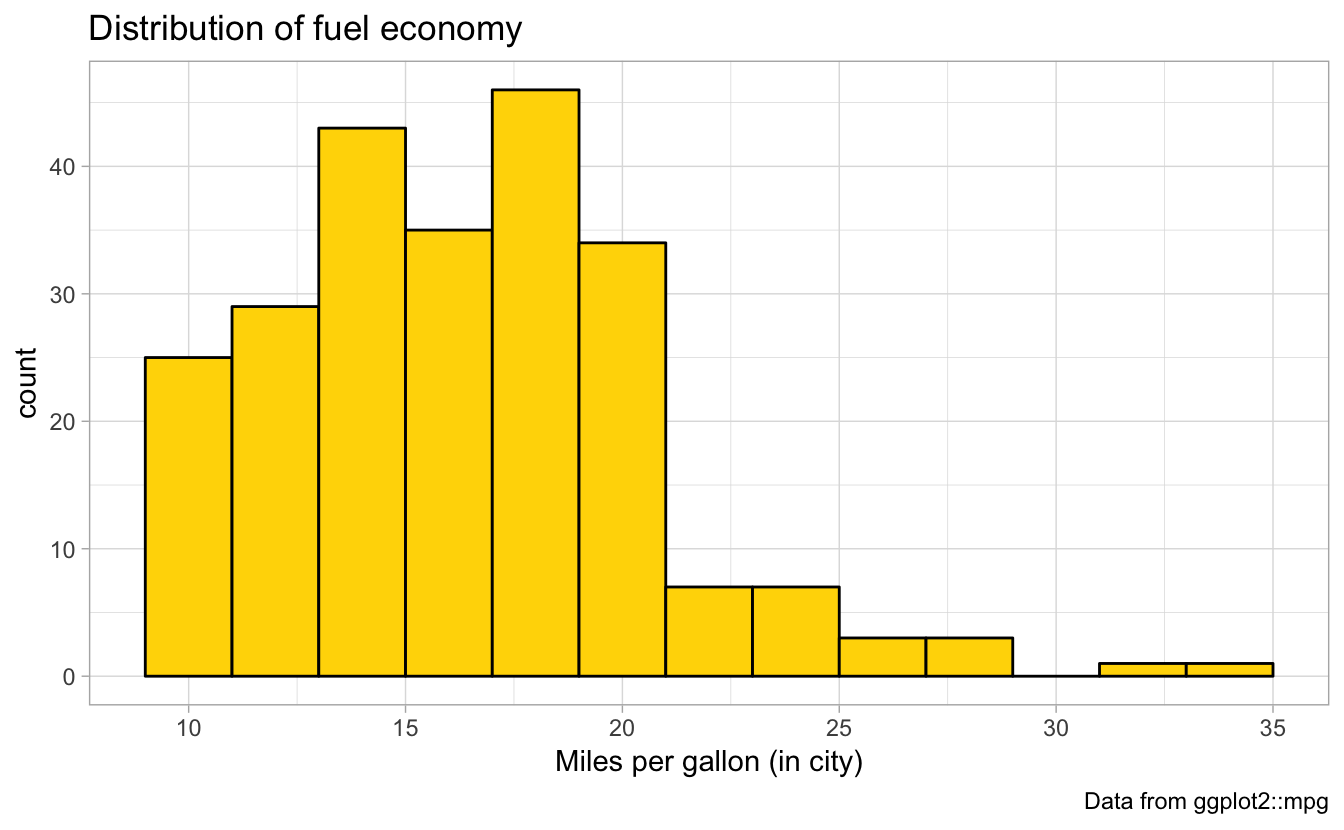 Distribution of fuel economy
40
30
20
10
0
count
10 15 20 25 30 35
Miles per gallon (in city)
Data from ggplot2::mpg